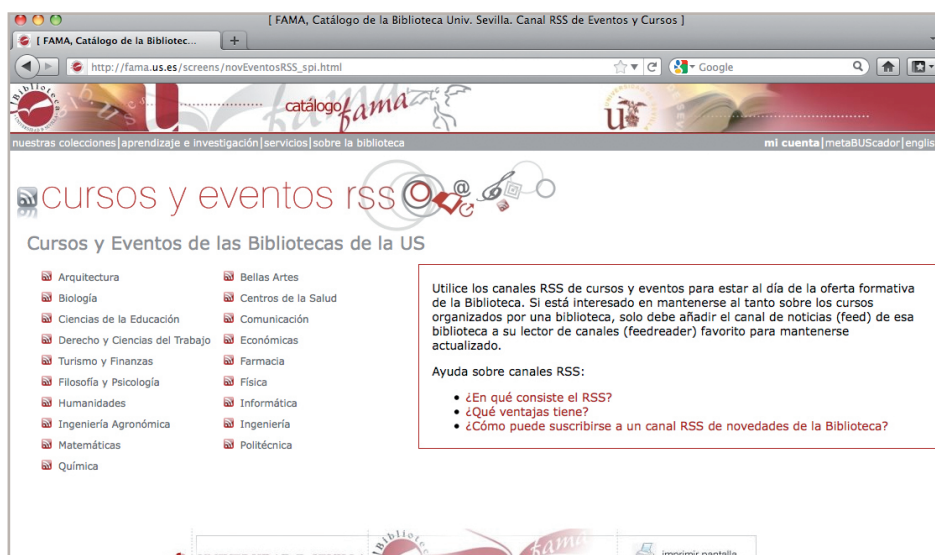 [ FAMA, Catálogo de la Biblioteca Univ. Sevilla. Canal RSS de Eventos y Cursos ]
[ FAMA, Catálogo de la Bibliotec...
http://fama.us.es/screens/novEventosRSS_spi.html
Google
Biblioteca
catálogo fama
nuestras colecciones|aprendizaje e investigación|servicios|sobre la biblioteca
mi cuenta|metaBUScador|englis
cursos y eventos rss
Cursos y Eventos de las Bibliotecas de la US
Arquitectura
Biología
Ciencias de la Educación
Derecho y Ciencias del Trabajo
Turismo y Finanzas
Filosofía y Psicología
Humanidades
Ingeniería Agronómica
Matemáticas
Química
Bellas Artes
Centros de la Salud
Comunicación
Económicas
Farmacia
Física
Informática
Ingeniería
Politécnica
Utilice los canales RSS de cursos y eventos para estar al día de la oferta formativa
de la Biblioteca. Si está interesado en mantenerse al tanto sobre los cursos
organizados por una biblioteca, solo debe añadir el canal de noticias (feed) de esa
biblioteca a su lector de canales (feedreader) favorito para mantenerse
actualizado.
Ayuda sobre canales RSS:
• ¿En qué consiste el RSS?
• ¿Qué ventajas tiene?
• ¿Cómo puede suscribirse a un canal RSS de novedades de la Biblioteca?
Biblioteca
fama
imprimir pantalla